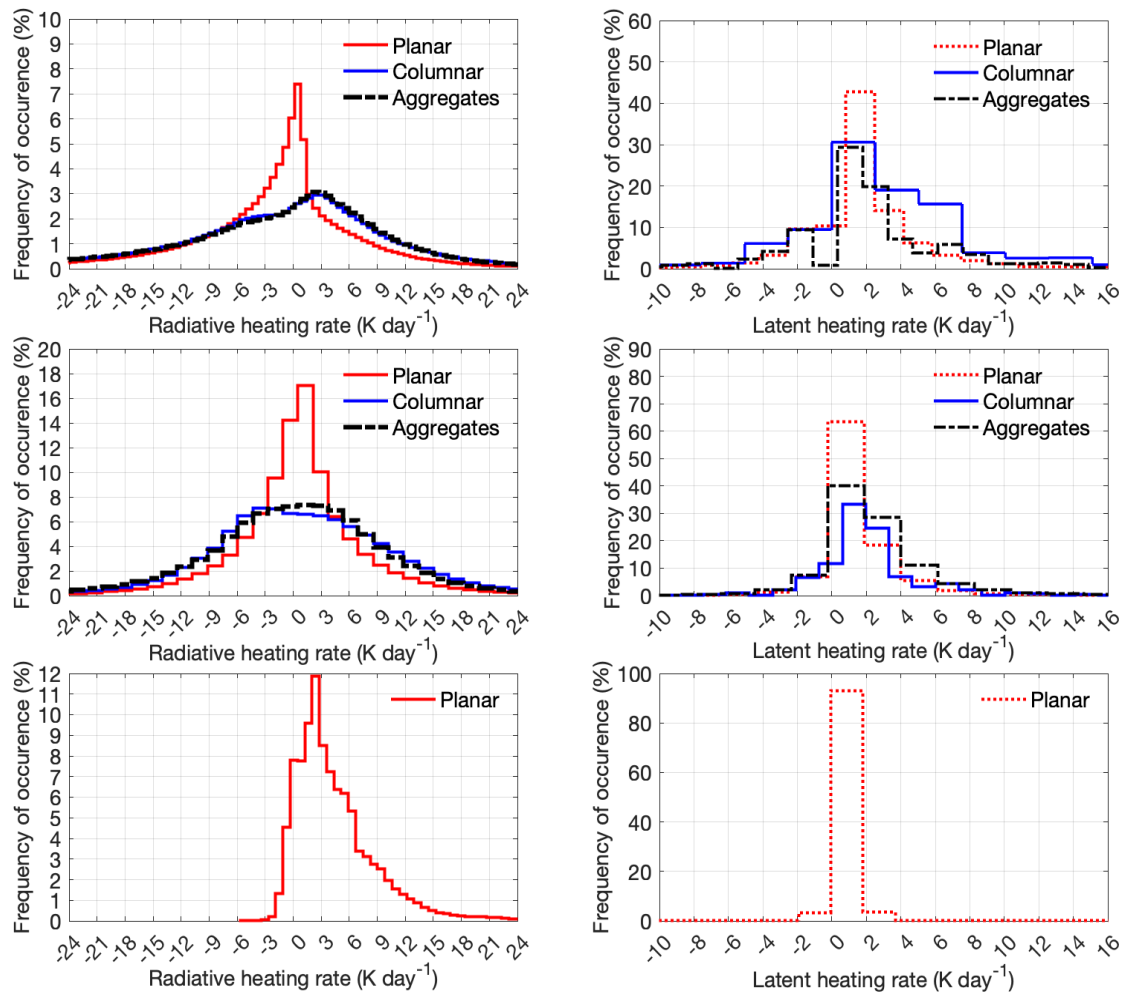 Frequency of occurence (%)
10
9
8
7
6
5
4
3
2
1
0
Planar
Columnar
Aggregates
-24 -21 -18 -15 -12 -9 -6 -3 0 3 6 9 12 15 18 21 24
Radiative heating rate (K day⁻¹)
Frequency of occurence (%)
60
50
40
30
20
10
0
Planar
Columnar
Aggregates
-10 -8 -6 -4 -2 0 2 4 6 8 10 12 14 16
Latent heating rate (K day⁻¹)
Frequency of occurence (%)
20
18
16
14
12
10
8
6
4
2
0
Planar
Columnar
Aggregates
-24 -21 -18 -15 -12 -9 -6 -3 0 3 6 9 12 15 18 21 24
Radiative heating rate (K day⁻¹)
Frequency of occurence (%)
90
80
70
60
50
40
30
20
10
0
Planar
Columnar
Aggregates
-10 -8 -6 -4 -2 0 2 4 6 8 10 12 14 16
Latent heating rate (K day⁻¹)
Frequency of occurence (%)
12
11
10
9
8
7
6
5
4
3
2
1
0
Planar
-24 -21 -18 -15 -12 -9 -6 -3 0 3 6 9 12 15 18 21 24
Radiative heating rate (K day⁻¹)
Frequency of occurence (%)
100
80
60
40
20
0
Planar
-10 -8 -6 -4 -2 0 2 4 6 8 10 12 14 16
Latent heating rate (K day⁻¹)